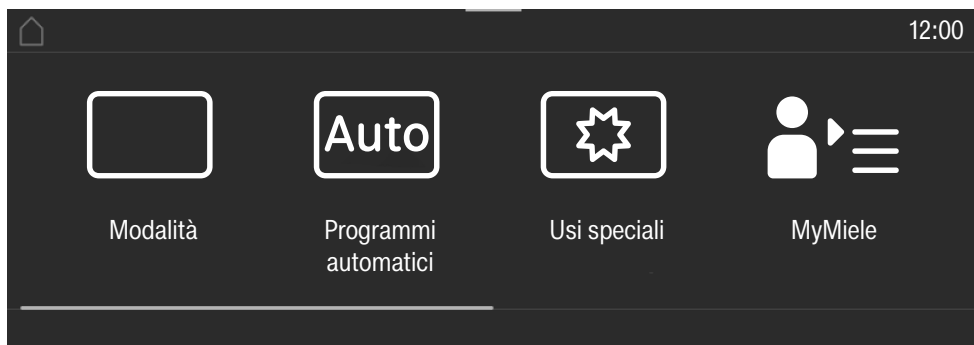 12:00
Auto
Modalità
Programmi
automatici
Usi speciali
MyMiele